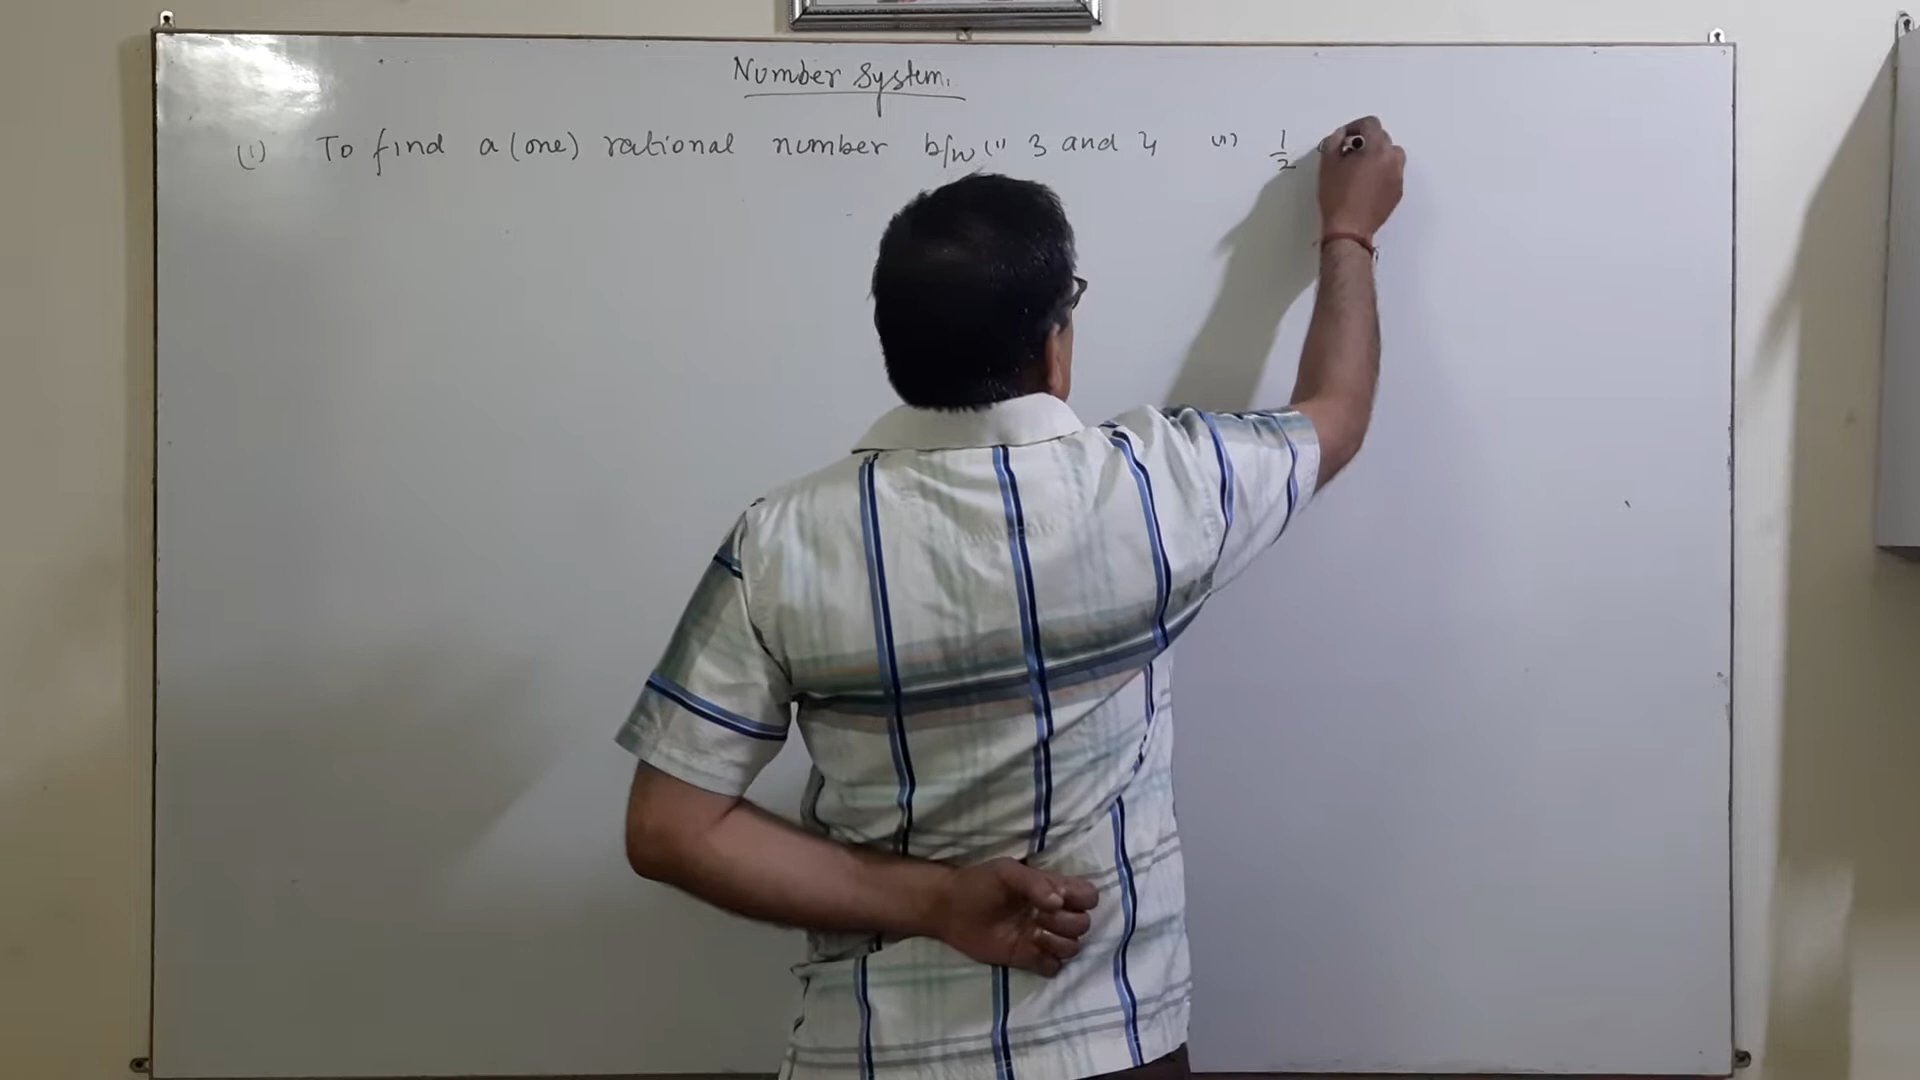 Number System.
(1) To find a (one) rational number b/w (i) 3 and 4 (ii) 1/2